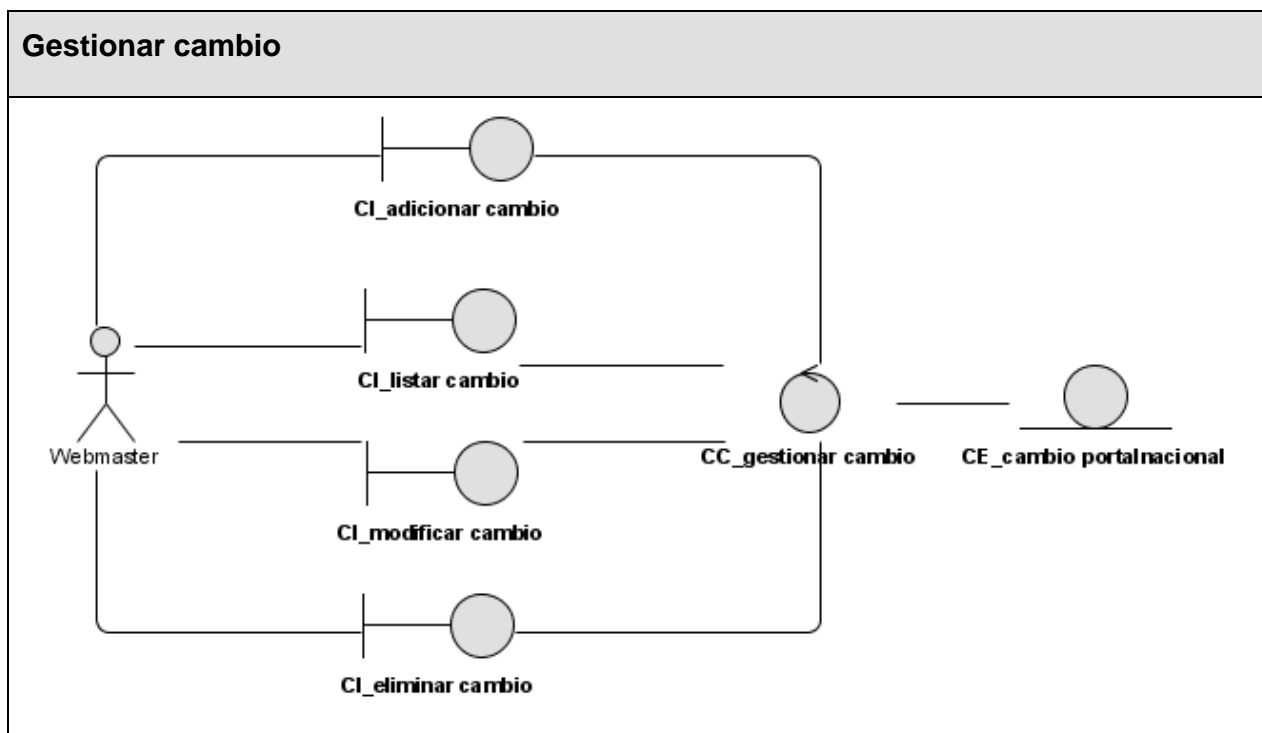 Gestionar cambio
CI_adicionar cambio
CI_listar cambio
Webmaster
CC_gestionar cambio
CE_cambio portalnacional
CI_modificar cambio
CI_eliminar cambio